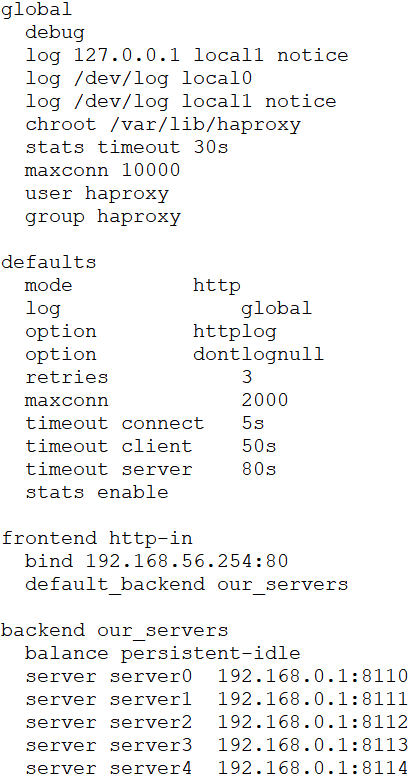 global
  debug
  log 127.0.0.1 local1 notice
  log /dev/log local0
  log /dev/log local1 notice
  chroot /var/lib/haproxy
  stats timeout 30s
  maxconn 10000
  user haproxy
  group haproxy

defaults
  mode          http
  log               global
  option        httplog
  option        dontlognull
  retries           3
  maxconn           2000
  timeout connect   5s
  timeout client    50s
  timeout server    80s
  stats enable

frontend http-in
  bind 192.168.56.254:80
  default_backend our_servers

backend our_servers
  balance persistent-idle
  server server0  192.168.0.1:8110
  server server1  192.168.0.1:8111
  server server2  192.168.0.1:8112
  server server3  192.168.0.1:8113
  server server4  192.168.0.1:8114